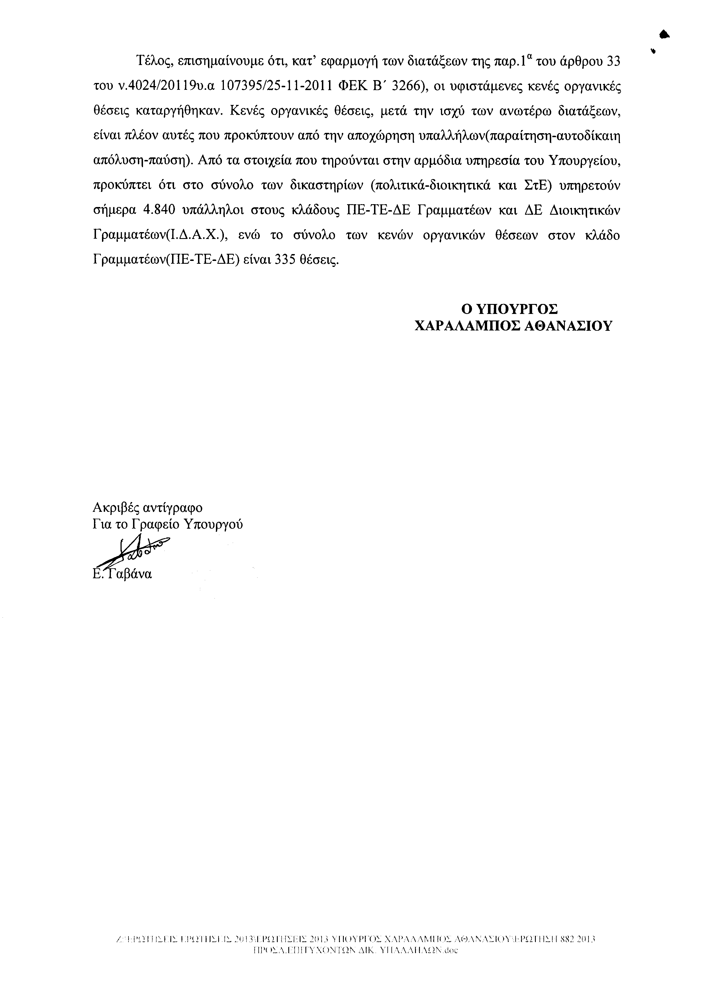 Τέλος, επισημαίνουμε ότι, κατ’ εφαρμογή των διατάξεων της παρ.1α του άρθρου 33
του ν.4024/20119υ.α 107395/25-11-2011 ΦΕΚ Β΄ 3266), οι υφιστάμενες κενές οργανικές
θέσεις καταργήθηκαν. Κενές οργανικές θέσεις, μετά την ισχύ των ανωτέρω διατάξεων,
είναι πλέον αυτές που προκύπτουν από την αποχώρηση υπαλλήλων(παραίτηση-αυτοδίκαιη
απόλυση-παύση). Από τα στοιχεία που τηρούνται στην αρμόδια υπηρεσία του Υπουργείου,
προκύπτει ότι στο σύνολο των δικαστηρίων (πολιτικά-διοικητικά και ΣτΕ) υπηρετούν
σήμερα 4.840 υπάλληλοι στους κλάδους ΠΕ-ΤΕ-ΔΕ Γραμματέων και ΔΕ Διοικητικών
Γραμματέων(Ι.Δ.Α.Χ.), ενώ το σύνολο των κενών οργανικών θέσεων στον κλάδο
Γραμματέων(ΠΕ-ΤΕ-ΔΕ) είναι 335 θέσεις.
Ο ΥΠΟΥΡΓΟΣ
ΧΑΡΑΛΑΜΠΟΣ ΑΘΑΝΑΣΙΟΥ
Ακριβές αντίγραφο
Για το Γραφείο Υπουργού
Ε. Γαβάνα
Z:\ΕΡΩΤΗΣΕΙΣ ΕΡΩΤΗΣΕΙΣ 2013\ΕΡΩΤΗΣΕΙΣ 2013 ΥΠΟΥΡΓΟΣ ΧΑΡΑΛΑΜΠΟΣ ΑΘΑΝΑΣΙΟΥ\ΕΡΩΤΗΣΗ 882 2013
ΠΡΟΣΛ.ΕΠΙΤΥΧΟΝΤΩΝ ΔΙΚ. ΥΠΑΛΛΗΛΩΝ.doc